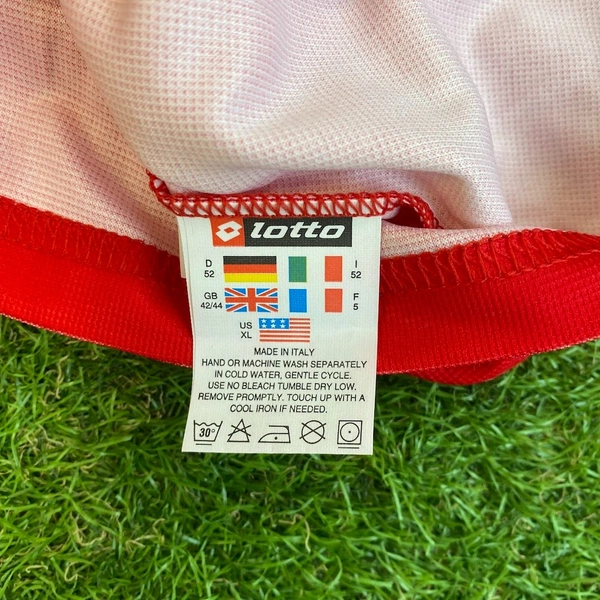 lotto
D 52 I 52
GB 42/44 F 5
US XL
MADE IN ITALY
HAND OR MACHINE WASH SEPARATELY
IN COLD WATER, GENTLE CYCLE.
USE NO BLEACH TUMBLE DRY LOW.
REMOVE PROMPTLY. TOUCH UP WITH A
COOL IRON IF NEEDED.
30°